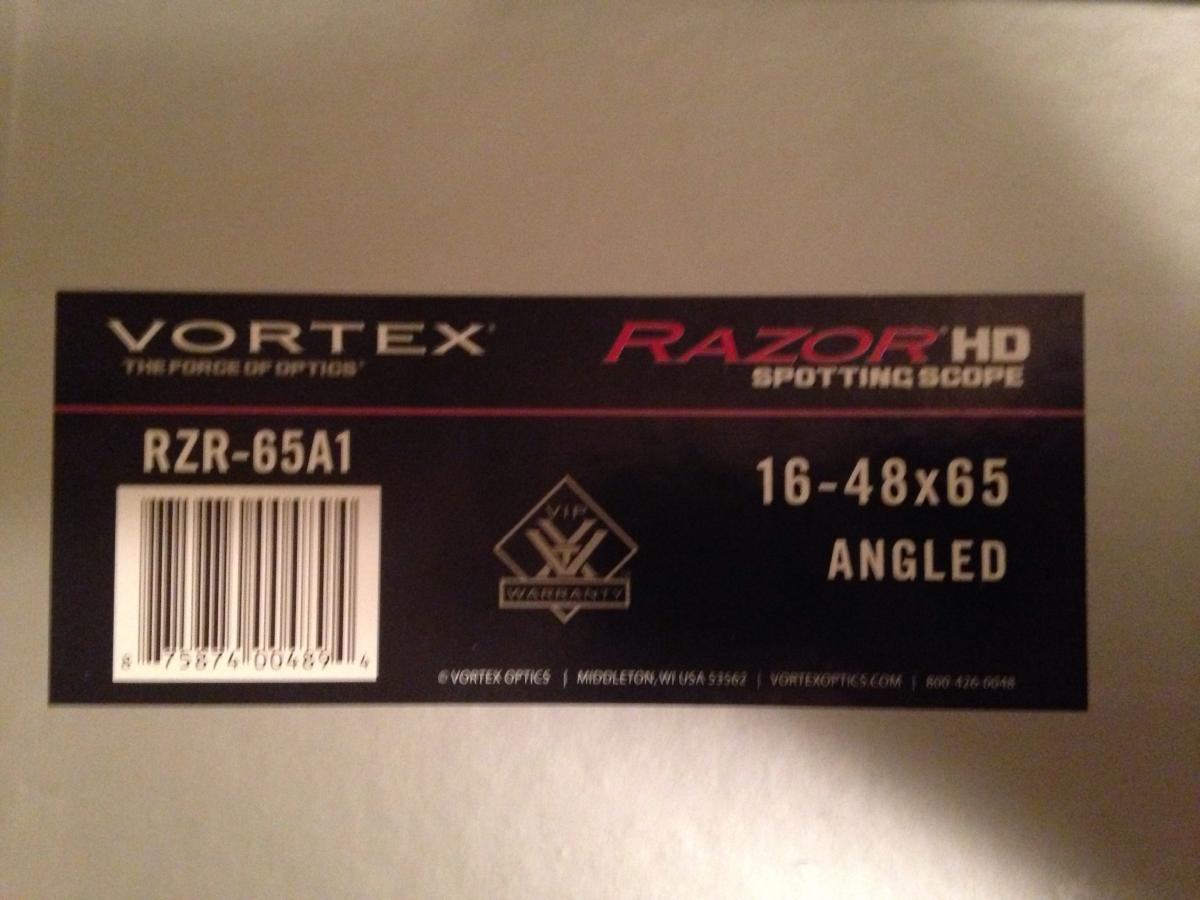 VORTEX
THE FORCE OF OPTICS
RAZOR HD
SPOTTING SCOPE
RZR-65A1
8 75874 00489 4
VIP
WARRANTY
16-48x65
ANGLED
© VORTEX OPTICS | MIDDLETON, WI USA 53562 | VORTEXOPTICS.COM | 800-426-0048